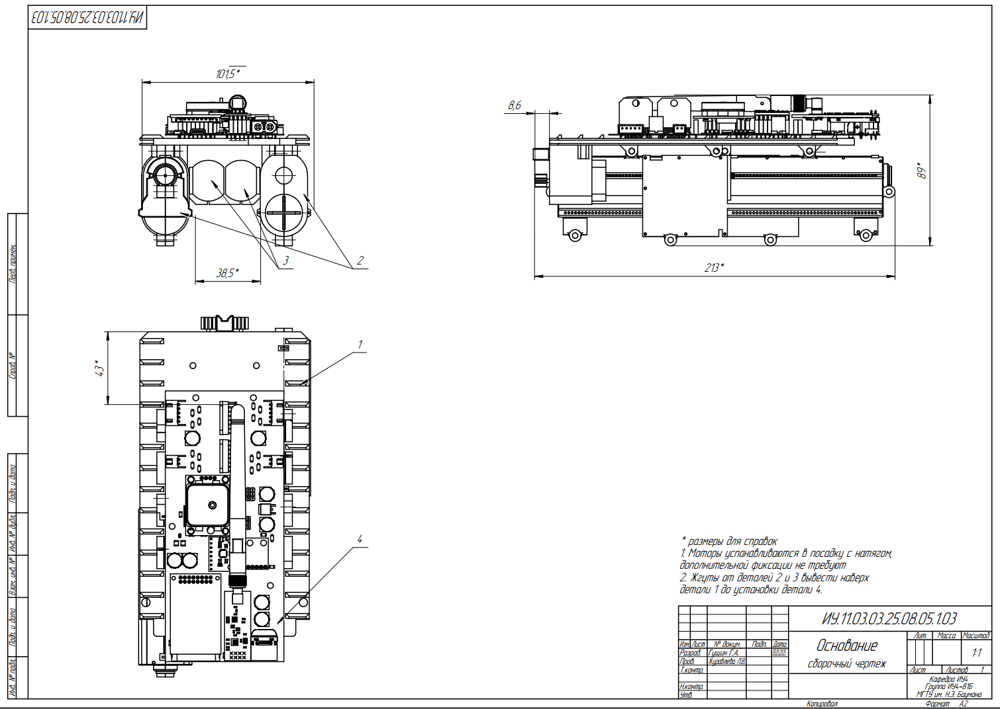 ИУ.11.03.03.25.08.05.1.03
101,5*
38,5*
3
2
8,6
89*
213*
43*
1
4
Перв. примен.
Справ. №
Подп. и дата
Инв. № дубл.
Взам. инв. №
Подп. и дата
Инв. № подл.
* размеры для справок
1. Моторы устанавливаются в посадку с натягом,
дополнительной фиксации не требуют
2. Жгуты от деталей 2 и 3 вывести наверх
детали 1 до установки детали 4.
ИУ.11.03.03.25.08.05.1.03
Изм. Лист № докум. Подп. Дата
Разраб. Гущин Г.А. 05.05.2025
Пров. Журавлёва Л.В.
Т.контр.
Н.контр.
Утв.
Основание
сборочный чертёж
Лит. Масса Масштаб
1:1
Лист Листов 1
Кафедра ИУ4
Группа ИУ4-81Б
МГТУ им. Н.Э. Баумана
Копировал Формат А2